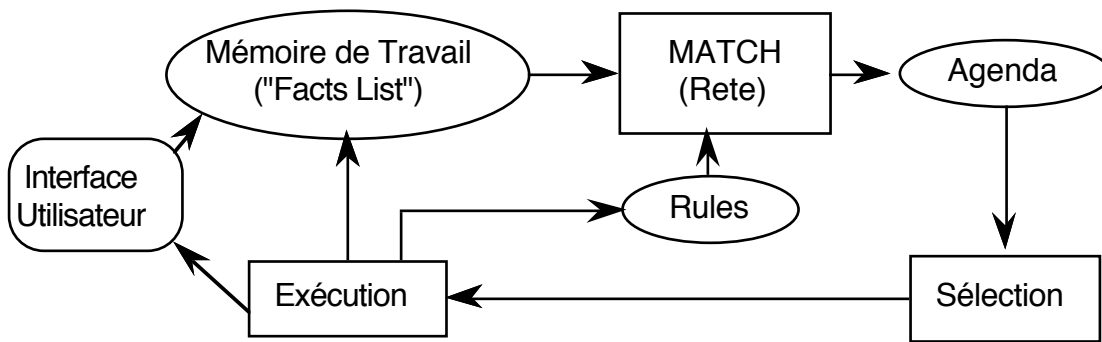 Mémoire de Travail
("Facts List")
MATCH
(Rete)
Agenda
Interface
Utilisateur
Rules
Exécution
Sélection